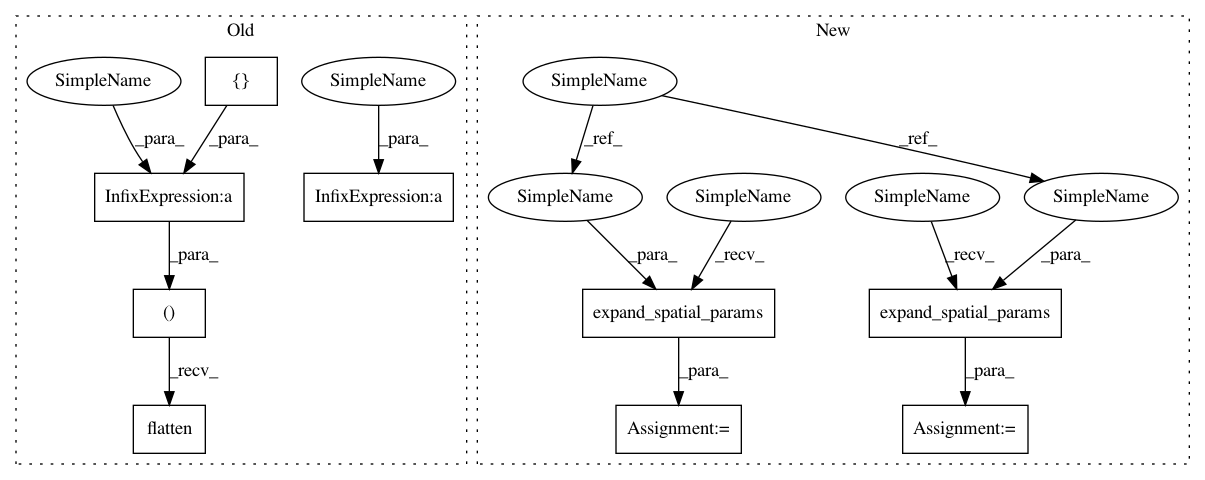 Old
New
SimpleName
{}
SimpleName
SimpleName
_para_
_para_
_para_
_ref_
_ref_
InfixExpression:a
InfixExpression:a
SimpleName
SimpleName
SimpleName
SimpleName
_para_
_para_
_recv_
_recv_
_para_
()
expand_spatial_params
expand_spatial_params
_recv_
_para_
_para_
flatten
Assignment:=
Assignment:=